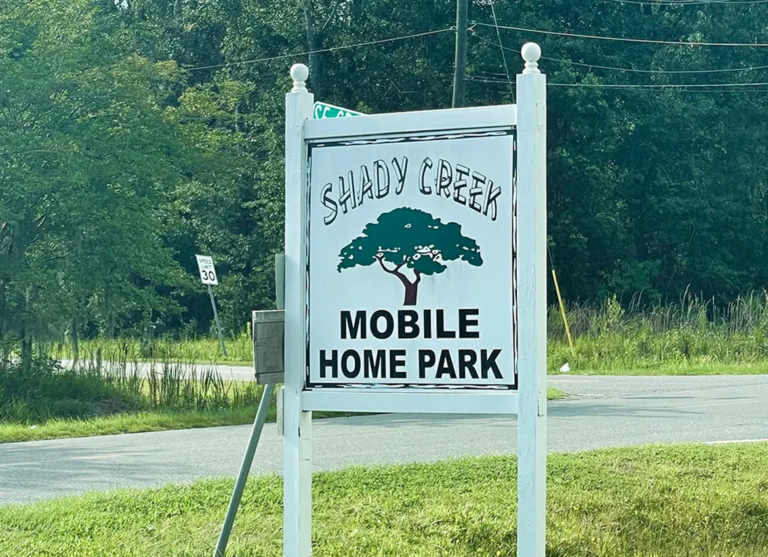 SHADY CREEK
MOBILE
HOME PARK
SPEED
LIMIT
30